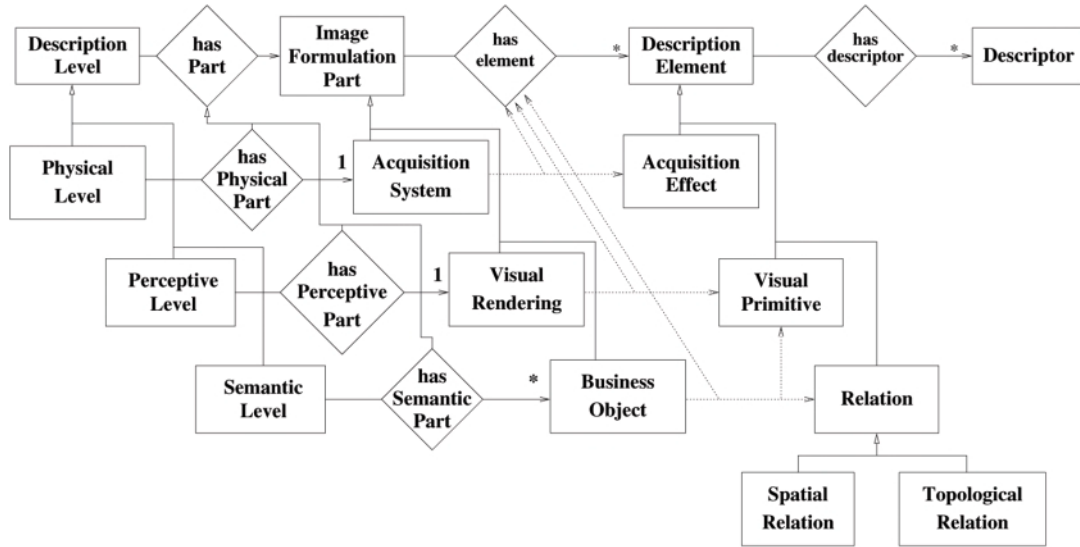 Description
Level
has
Part
Image
Formulation
Part
has
element
*
Description
Element
has
descriptor
*
Descriptor
Physical
Level
has
Physical
Part
1
Acquisition
System
Acquisition
Effect
Perceptive
Level
has
Perceptive
Part
1
Visual
Rendering
Visual
Primitive
Semantic
Level
has
Semantic
Part
*
Business
Object
Relation
Spatial
Relation
Topological
Relation